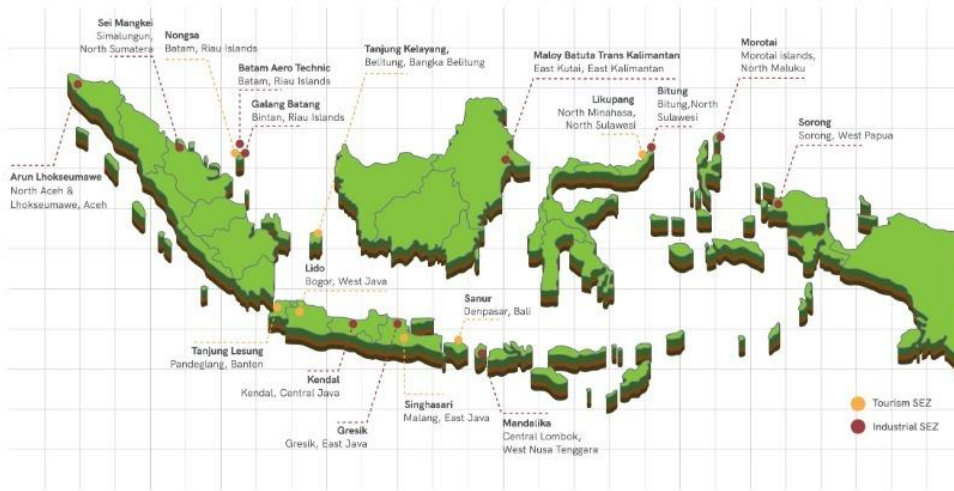 Sei Mangkei
Simalungun,
North Sumatera
Nongsa
Batam, Riau Islands
Batam Aero Technic
Batam, Riau Islands
Galang Batang
Bintan, Riau Islands
Tanjung Kelayang,
Belitung, Bangka Belitung
Maloy Batuta Trans Kalimantan
East Kutai, East Kalimantan
Likupang
North Minahasa,
North Sulawesi
Bitung
Bitung,North
Sulawesi
Morotai
Morotai islands,
North Maluku
Sorong
Sorong, West Papua
Arun Lhokseumawe
North Aceh &
Lhokseumawe, Aceh
Lido
Bogor, West Java
Sanur
Denpasar, Bali
Tanjung Lesung
Pandeglang, Banten
Kendal
Kendal, Central Java
Singhasari
Malang, East Java
Gresik
Gresik, East Java
Mandalika
Central Lombok,
West Nusa Tenggara
Tourism SEZ
Industrial SEZ